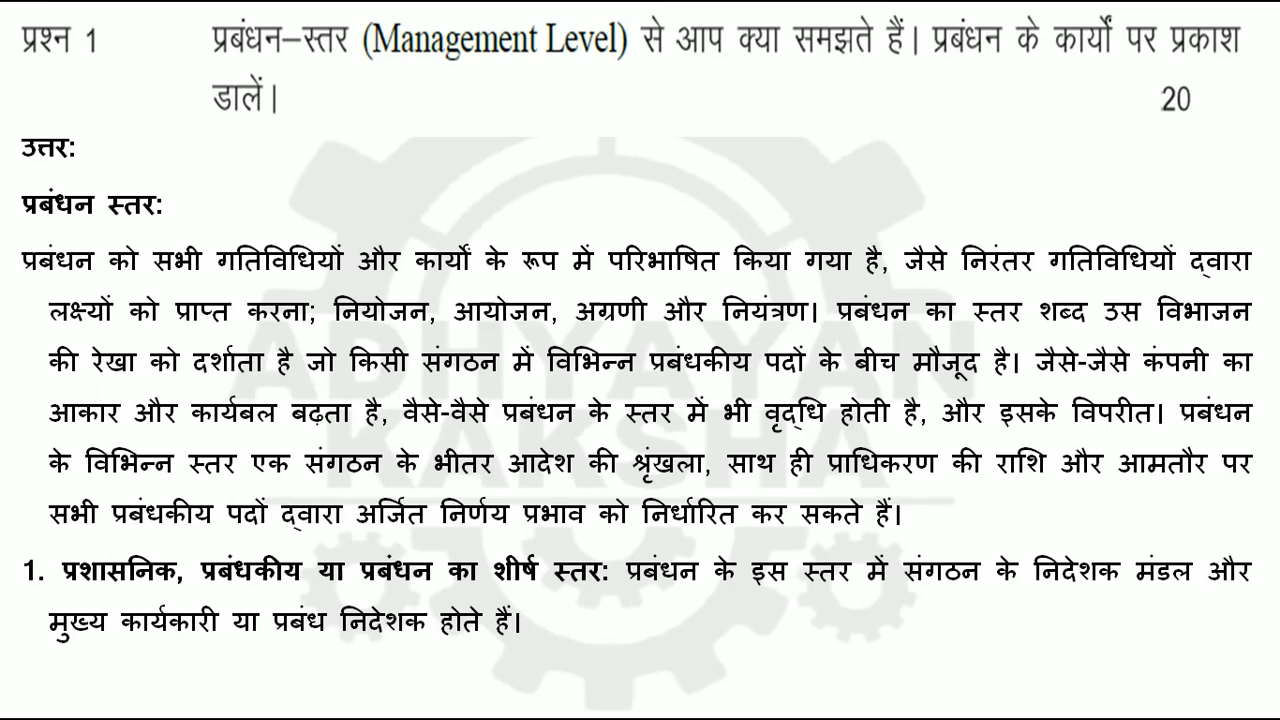 प्रश्न 1 प्रबंधन–स्तर (Management Level) से आप क्या समझते हैं। प्रबंधन के कार्यों पर प्रकाश
डालें। 20
उत्तर:
प्रबंधन स्तर:
प्रबंधन को सभी गतिविधियों और कार्यों के रूप में परिभाषित किया गया है, जैसे निरंतर गतिविधियों द्वारा
लक्ष्यों को प्राप्त करना; नियोजन, आयोजन, अग्रणी और नियंत्रण। प्रबंधन का स्तर शब्द उस विभाजन
की रेखा को दर्शाता है जो किसी संगठन में विभिन्न प्रबंधकीय पदों के बीच मौजूद है। जैसे-जैसे कंपनी का
आकार और कार्यबल बढ़ता है, वैसे-वैसे प्रबंधन के स्तर में भी वृद्धि होती है, और इसके विपरीत। प्रबंधन
के विभिन्न स्तर एक संगठन के भीतर आदेश की श्रृंखला, साथ ही प्राधिकरण की राशि और आमतौर पर
सभी प्रबंधकीय पदों द्वारा अर्जित निर्णय प्रभाव को निर्धारित कर सकते हैं।
1. प्रशासनिक, प्रबंधकीय या प्रबंधन का शीर्ष स्तर: प्रबंधन के इस स्तर में संगठन के निदेशक मंडल और
मुख्य कार्यकारी या प्रबंध निदेशक होते हैं।
ADHYAYAN
KAKSHA